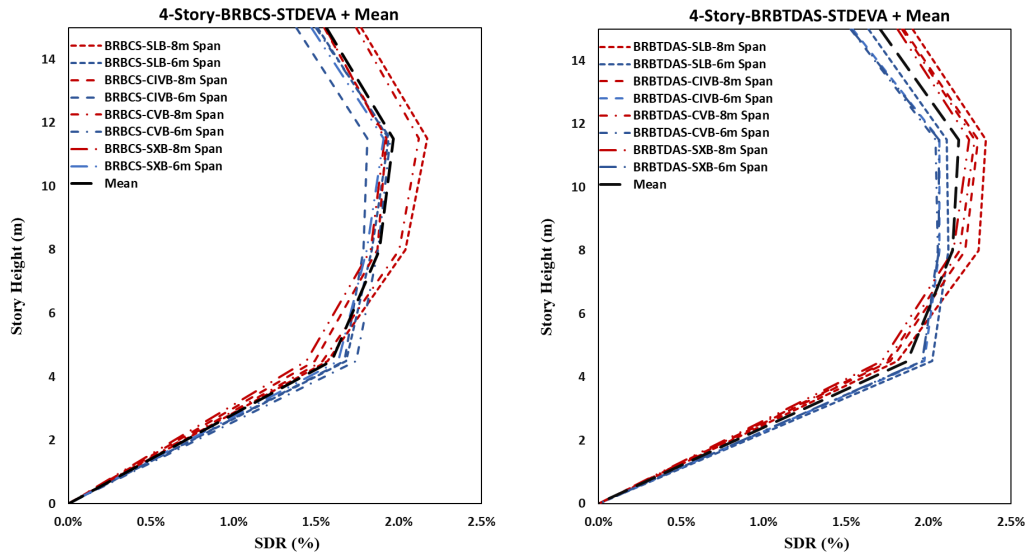 4-Story-BRBCS-STDEVA + Mean
BRBCS-SLB-8m Span
BRBCS-SLB-6m Span
BRBCS-CIVB-8m Span
BRBCS-CIVB-6m Span
BRBCS-CVB-8m Span
BRBCS-CVB-6m Span
BRBCS-SXB-8m Span
BRBCS-SXB-6m Span
Mean
Story Height (m)
14
12
10
8
6
4
2
0
0.0%
0.5%
1.0%
1.5%
2.0%
2.5%
SDR (%)
4-Story-BRBTDAS-STDEVA + Mean
BRBTDAS-SLB-8m Span
BRBTDAS-SLB-6m Span
BRBTDAS-CIVB-8m Span
BRBTDAS-CIVB-6m Span
BRBTDAS-CVB-8m Span
BRBTDAS-CVB-6m Span
BRBTDAS-SXB-8m Span
BRBTDAS-SXB-6m Span
Mean
Story Height (m)
14
12
10
8
6
4
2
0
0.0%
0.5%
1.0%
1.5%
2.0%
2.5%
SDR (%)